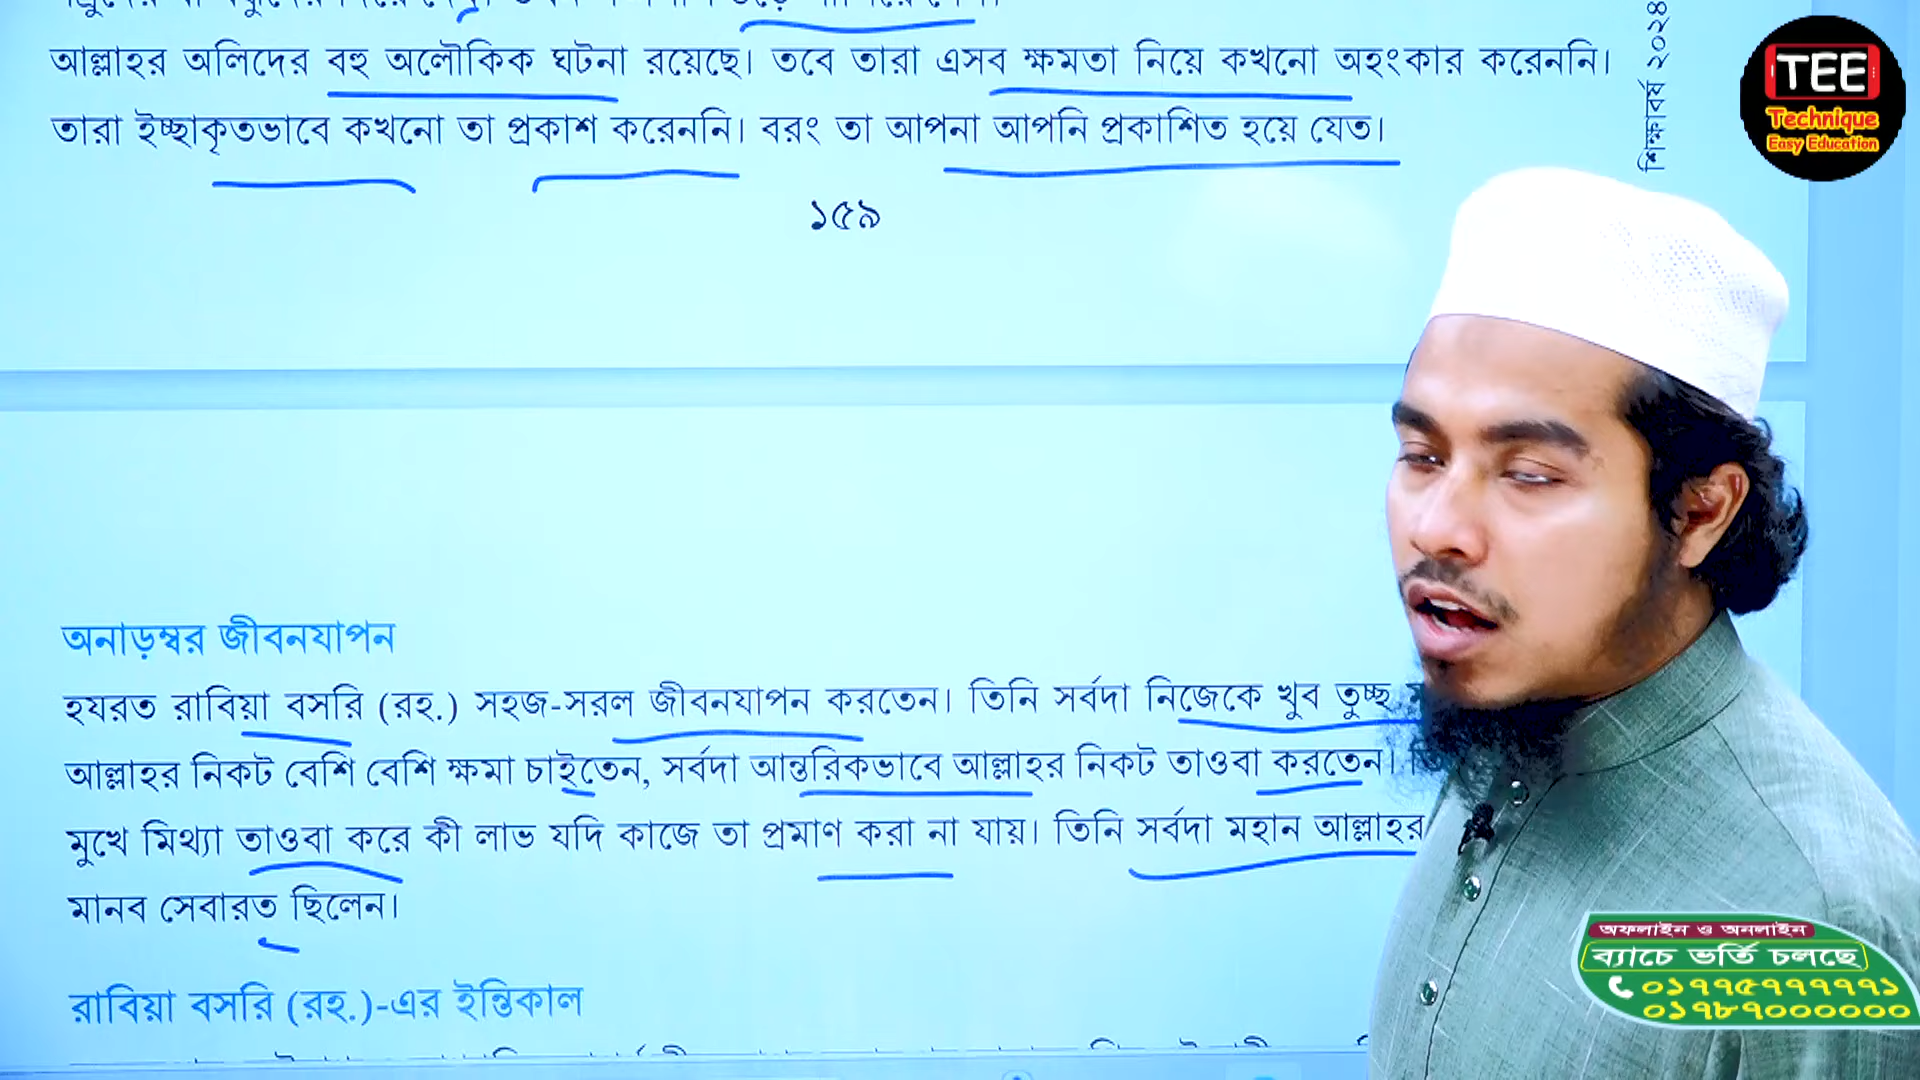 আল্লাহর অলিদের বহু অলৌকিক ঘটনা রয়েছে। তবে তারা এসব ক্ষমতা নিয়ে কখনো অহংকার করেননি।
তারা ইচ্ছাকৃতভাবে কখনো তা প্রকাশ করেননি। বরং তা আপনা আপনি প্রকাশিত হয়ে যেত।
১৫৯
শিক্ষাবর্ষ ২০২৪
TEE
Technique
Easy Education
অনাড়ম্বর জীবনযাপন
হযরত রাবিয়া বসরি (রহ.) সহজ-সরল জীবনযাপন করতেন। তিনি সর্বদা নিজেকে খুব তুচ্ছ
আল্লাহর নিকট বেশি বেশি ক্ষমা চাইতেন, সর্বদা আন্তরিকভাবে আল্লাহর নিকট তাওবা করতেন।
মুখে মিথ্যা তাওবা করে কী লাভ যদি কাজে তা প্রমাণ করা না যায়। তিনি সর্বদা মহান আল্লাহর
মানব সেবারত ছিলেন।
রাবিয়া বসরি (রহ.)-এর ইন্তিকাল
অফলাইন ও অনলাইন
ব্যাচে ভর্তি চলছে
০১৭৭৫৭৭৭৭৭১
০১৭৮৭০০০০০০